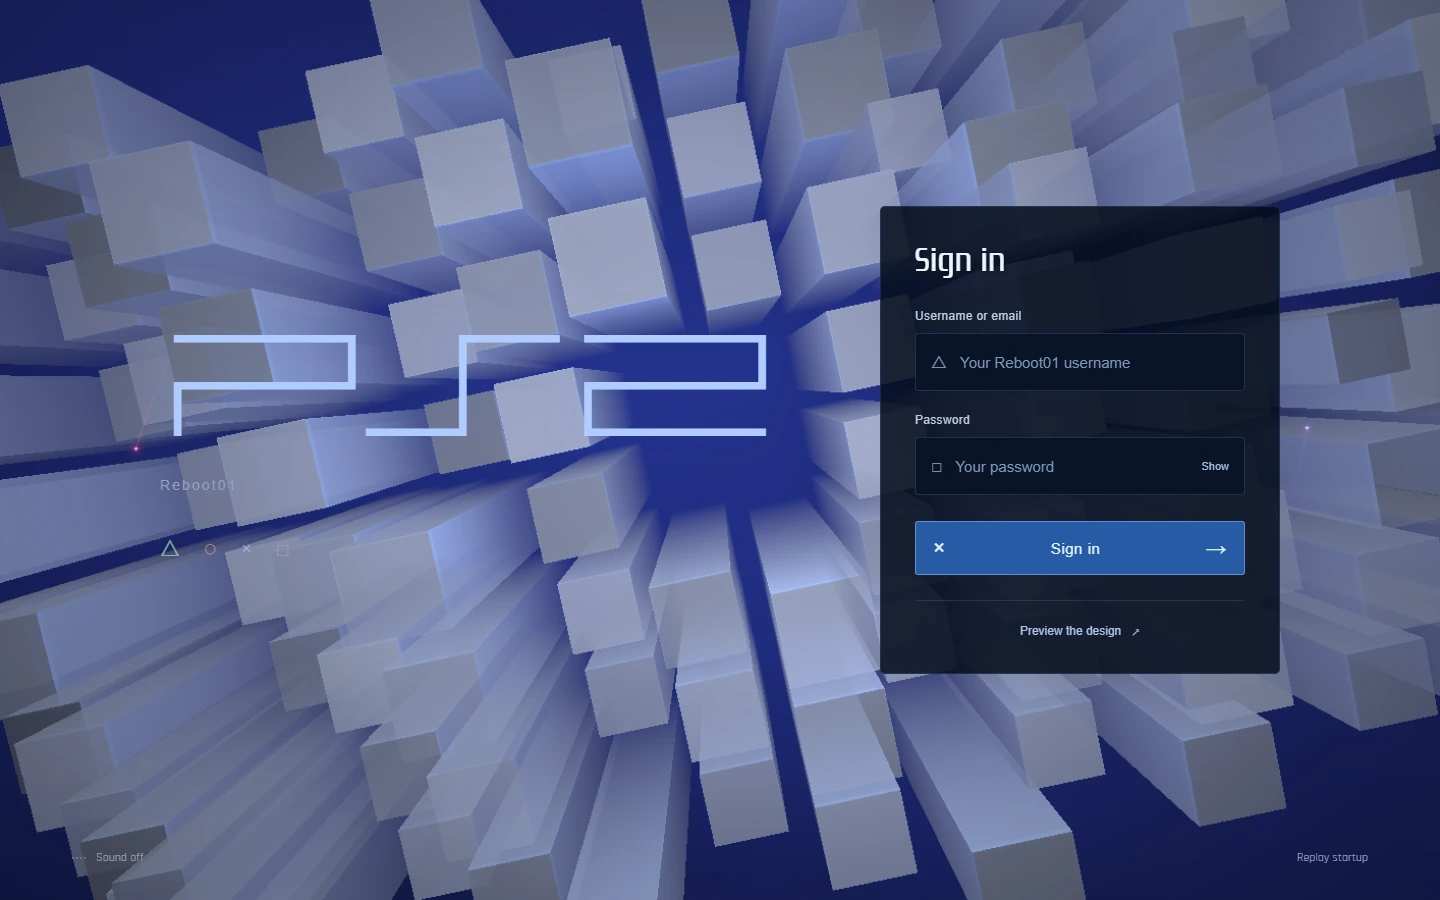 PS2
Reboot01
Sign in
Username or email
Your Reboot01 username
Password
Your password
Show
Sign in
Preview the design
Sound off
Replay startup